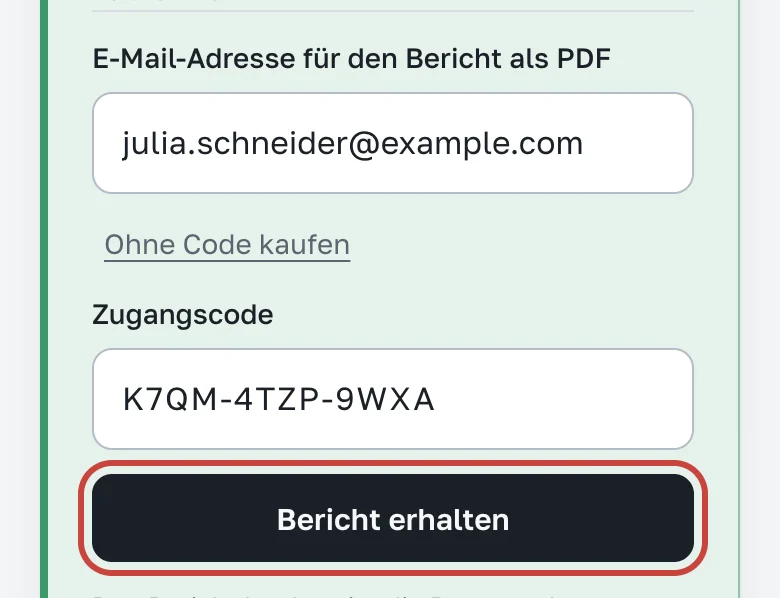 E-Mail-Adresse für den Bericht als PDF
julia.schneider@example.com
Ohne Code kaufen
Zugangscode
K7QM-4TZP-9WXA
Bericht erhalten